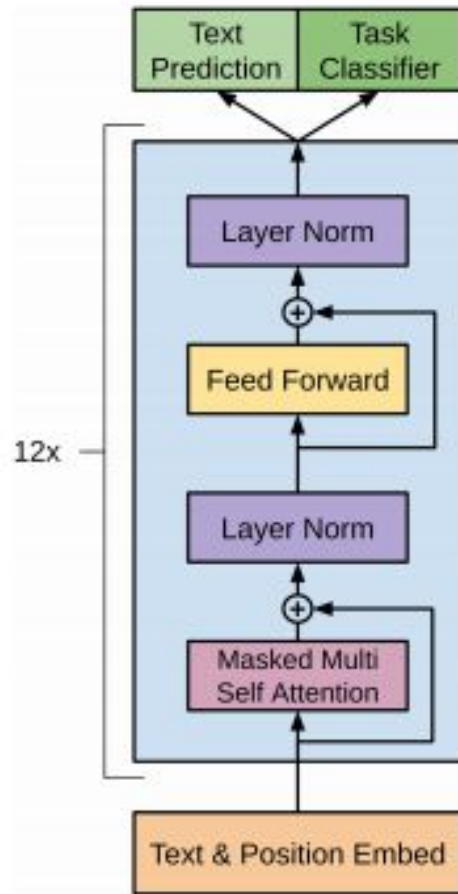 Text
Prediction
Task
Classifier
Layer Norm
Feed Forward
12x
Layer Norm
Masked Multi
Self Attention
Text & Position Embed